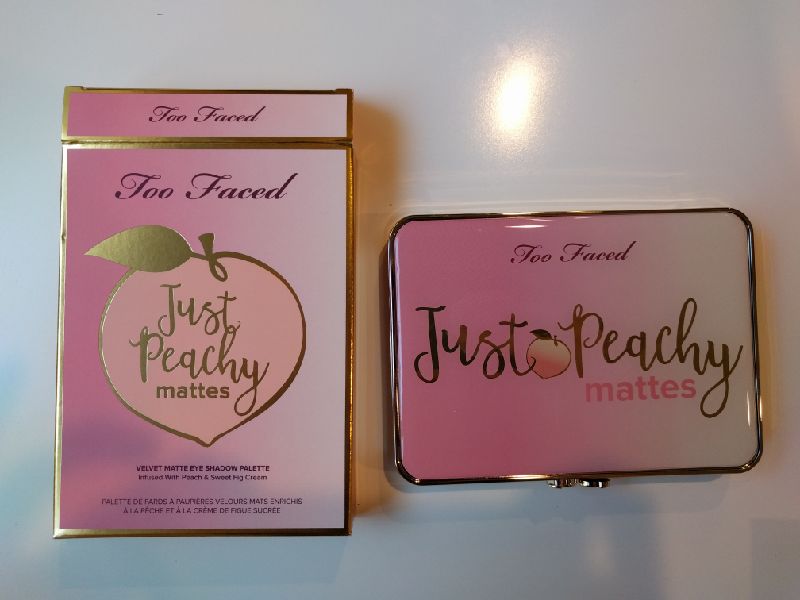 Too Faced
Too Faced
Just
Peachy
mattes
VELVET MATTE EYE SHADOW PALETTE
Infused With Peach & Sweet Fig Cream
PALETTE DE FARDS À PAUPIÈRES VELOURS MATS ENRICHIS
À LA PÊCHE ET À LA CRÈME DE FIGUE SUCRÉE
Too Faced
Just Peachy
mattes